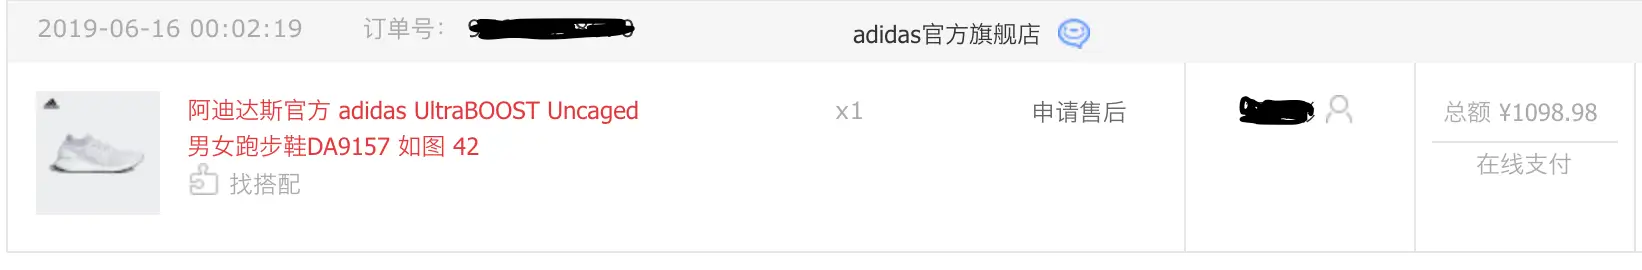 2019-06-16 00:02:19 订单号： adidas官方旗舰店
阿迪达斯官方 adidas UltraBOOST Uncaged
男女跑步鞋DA9157 如图 42
找搭配
x1
申请售后
总额 ¥1098.98
在线支付